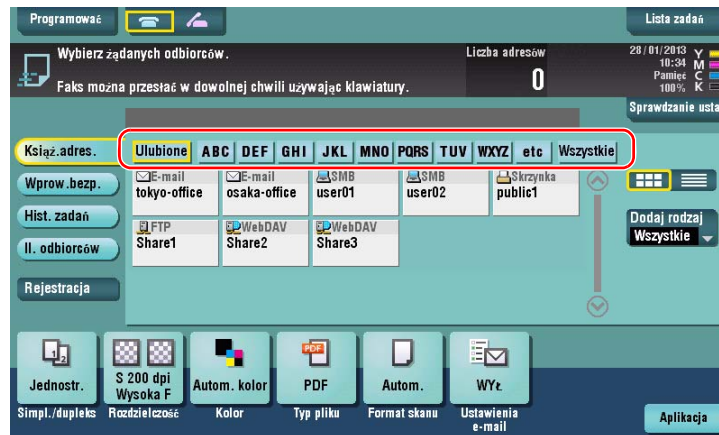 Programować
Lista zadań
Wybierz żądanych odbiorców.
Liczba adresów
0
28/01/2013
10:34
Pamięć
100%
Y
M
C
K
Faks można przesłać w dowolnej chwili używając klawiatury.
Sprawdzanie usta
Książ.adres.
Ulubione ABC DEF GHI JKL MNO PQRS TUV WXYZ etc Wszystkie
Wprow.bezp.
E-mail
tokyo-office
E-mail
osaka-office
SMB
user01
SMB
user02
Skrzynka
public1
Hist. zadań
Il. odbiorców
FTP
Share1
WebDAV
Share2
WebDAV
Share3
Dodaj rodzaj
Wszystkie
Rejestracja
1 2
Jednostr.
Simpl./dupleks
S 200 dpi
Wysoka F
Rozdzielczość
Autom. kolor
Kolor
PDF
PDF
Typ pliku
Autom.
Format skanu
WYŁ
Ustawienia
e-mail
Aplikacja